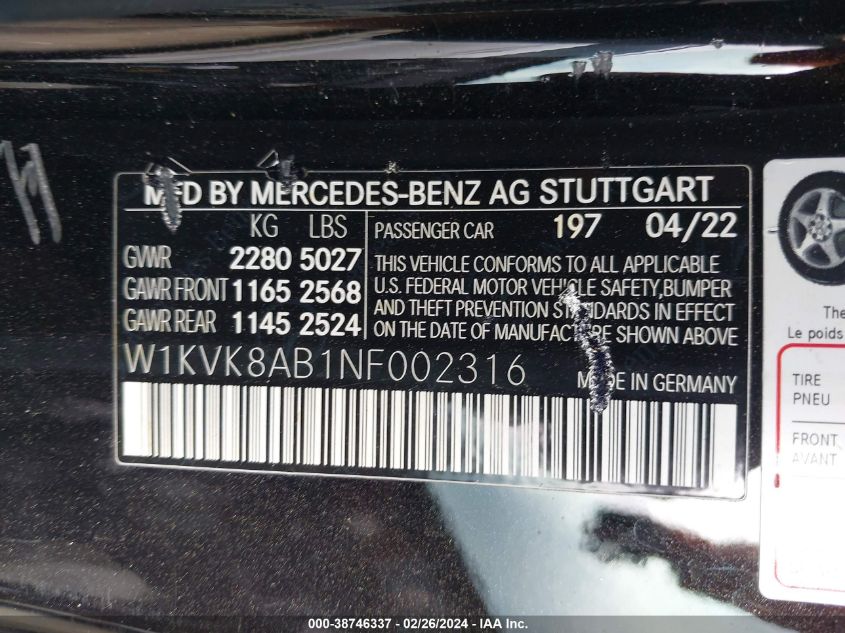 MFD BY MERCEDES-BENZ AG STUTTGART
KG LBS PASSENGER CAR 197 04/22
GVWR 2280 5027
GAWR FRONT 1165 2568
GAWR REAR 1145 2524
THIS VEHICLE CONFORMS TO ALL APPLICABLE
U.S. FEDERAL MOTOR VEHICLE SAFETY,BUMPER
AND THEFT PREVENTION STANDARDS IN EFFECT
ON THE DATE OF MANUFACTURE SHOWN ABOVE
W1KVK8AB1NF002316 MADE IN GERMANY
The
Le poids
TIRE
PNEU
FRONT
AVANT
000-38746337 - 02/26/2024 - IAA Inc.